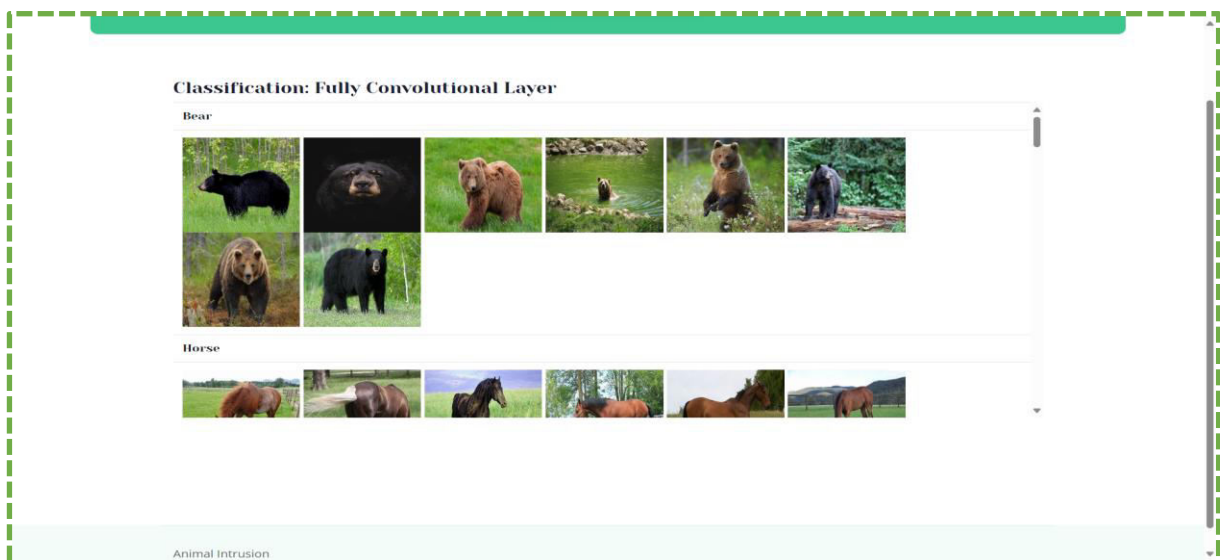 Classification: Fully Convolutional Layer
Bear
Horse
Animal Intrusion